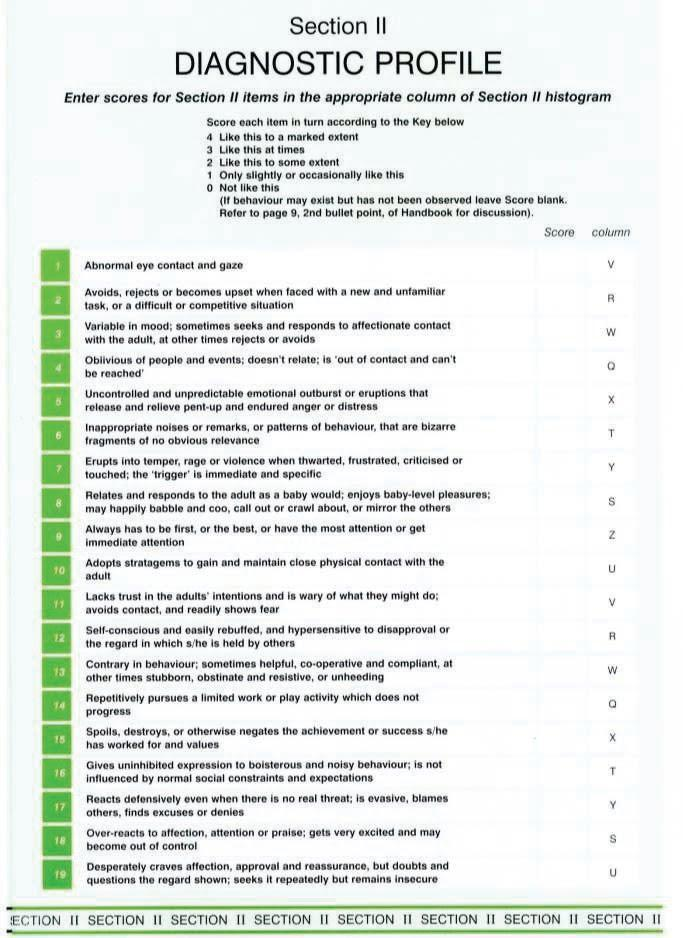 Section II
DIAGNOSTIC PROFILE
Enter scores for Section II items in the appropriate column of Section II histogram
Score each item in turn according to the Key below
4 Like this to a marked extent
3 Like this at times
2 Like this to some extent
1 Only slightly or occasionally like this
0 Not like this
(If behaviour may exist but has not been observed leave Score blank.
Refer to page 9, 2nd bullet point, of Handbook for discussion).
Score column
1 Abnormal eye contact and gaze V
2 Avoids, rejects or becomes upset when faced with a new and unfamiliar
task, or a difficult or competitive situation R
3 Variable in mood; sometimes seeks and responds to affectionate contact
with the adult, at other times rejects or avoids W
4 Oblivious of people and events; doesn't relate; is 'out of contact and can't
be reached' Q
5 Uncontrolled and unpredictable emotional outburst or eruptions that
release and relieve pent-up and endured anger or distress X
6 Inappropriate noises or remarks, or patterns of behaviour, that are bizarre
fragments of no obvious relevance T
7 Erupts into temper, rage or violence when thwarted, frustrated, criticised or
touched; the 'trigger' is immediate and specific Y
8 Relates and responds to the adult as a baby would; enjoys baby-level pleasures;
may happily babble and coo, call out or crawl about, or mirror the others S
9 Always has to be first, or the best, or have the most attention or get
immediate attention Z
10 Adopts stratagems to gain and maintain close physical contact with the
adult U
11 Lacks trust in the adults' intentions and is wary of what they might do;
avoids contact, and readily shows fear V
12 Self-conscious and easily rebuffed, and hypersensitive to disapproval or
the regard in which s/he is held by others R
13 Contrary in behaviour; sometimes helpful, co-operative and compliant, at
other times stubborn, obstinate and resistive, or unheeding W
14 Repetitively pursues a limited work or play activity which does not
progress Q
15 Spoils, destroys, or otherwise negates the achievement or success s/he
has worked for and values X
16 Gives uninhibited expression to boisterous and noisy behaviour; is not
influenced by normal social constraints and expectations T
17 Reacts defensively even when there is no real threat; is evasive, blames
others, finds excuses or denies Y
18 Over-reacts to affection, attention or praise; gets very excited and may
become out of control S
19 Desperately craves affection, approval and reassurance, but doubts and
questions the regard shown; seeks it repeatedly but remains insecure U
ECTION II SECTION II SECTION II SECTION II SECTION II SECTION II SECTION II SECTION II